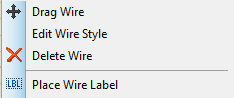 Drag Wire
Edit Wire Style
Delete Wire
LBL Place Wire Label